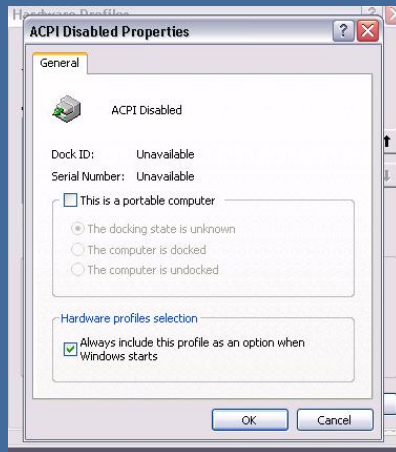 Hardware Profiles
ACPI Disabled Properties
General
ACPI Disabled
Dock ID: Unavailable
Serial Number: Unavailable
This is a portable computer
The docking state is unknown
The computer is docked
The computer is undocked
Hardware profiles selection
Always include this profile as an option when
Windows starts
OK
Cancel